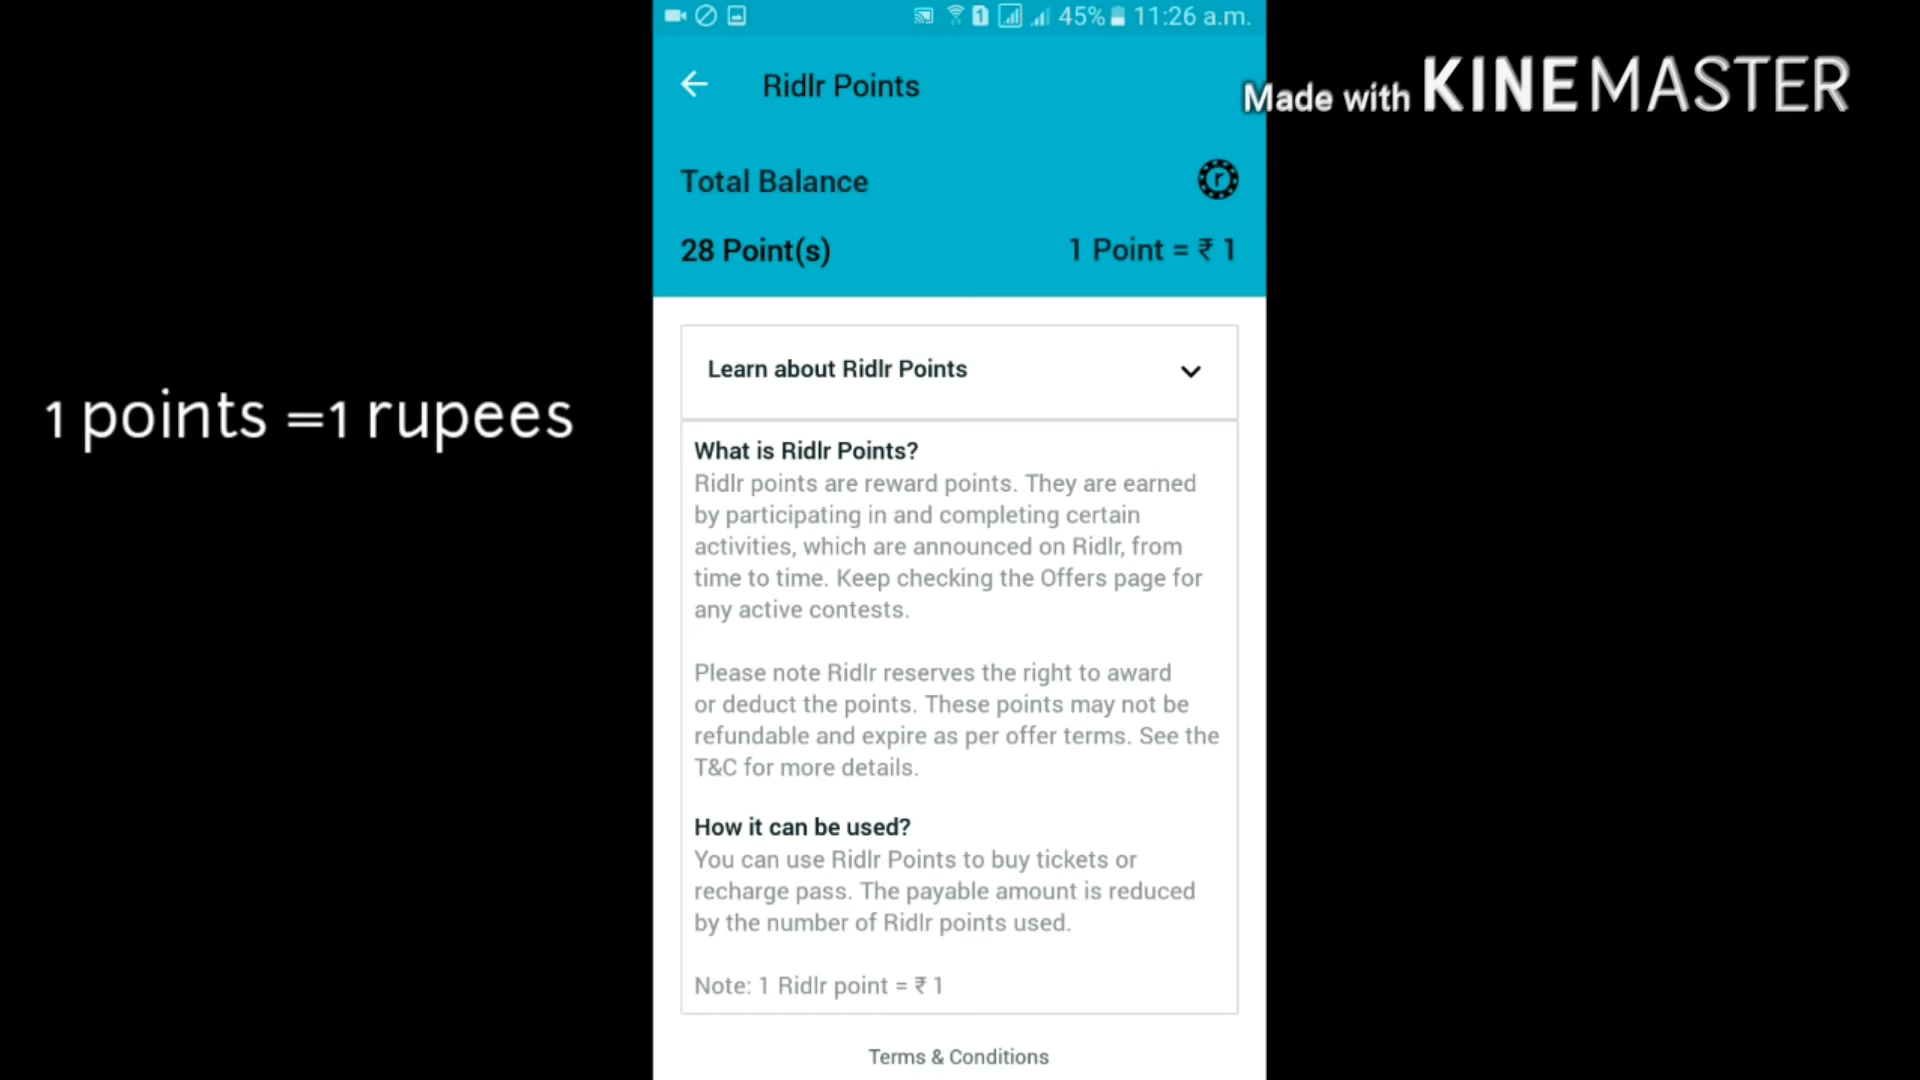 45% 11:26 a.m.
Ridlr Points
Made with KINEMASTER
Total Balance
r
28 Point(s) 1 Point = ₹ 1
1 points =1 rupees
Learn about Ridlr Points
What is Ridlr Points?
Ridlr points are reward points. They are earned
by participating in and completing certain
activities, which are announced on Ridlr, from
time to time. Keep checking the Offers page for
any active contests.
Please note Ridlr reserves the right to award
or deduct the points. These points may not be
refundable and expire as per offer terms. See the
T&C for more details.
How it can be used?
You can use Ridlr Points to buy tickets or
recharge pass. The payable amount is reduced
by the number of Ridlr points used.
Note: 1 Ridlr point = ₹ 1
Terms & Conditions